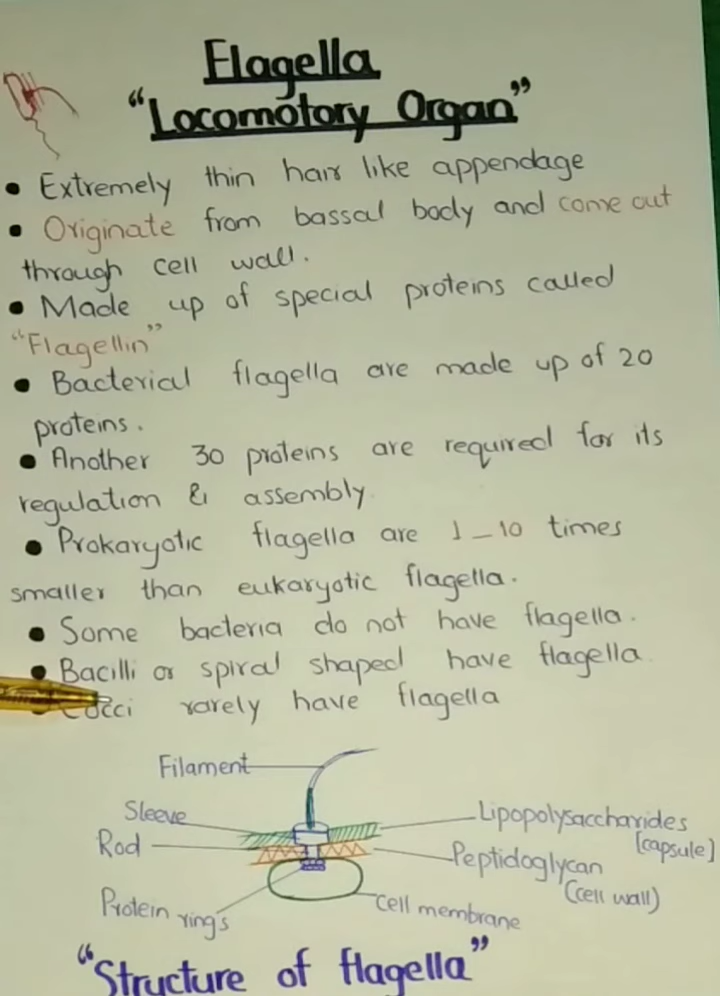 Flagella
"Locomotory Organ"
• Extremely thin hair like appendage
• Originate from bassal body and come out
through cell wall.
• Made up of special proteins called
"Flagellin"
• Bacterial flagella are made up of 20
proteins.
• Another 30 proteins are required for its
regulation & assembly.
• Prokaryotic flagella are 1_10 times
smaller than eukaryotic flagella.
• Some bacteria do not have flagella.
• Bacilli or spiral shaped have flagella
• Cocci rarely have flagella
Filament
Sleeve
Lipopolysaccharides
[capsule]
Rod
Peptidoglycan
(cell wall)
Protein rings
cell membrane
"Structure of flagella"